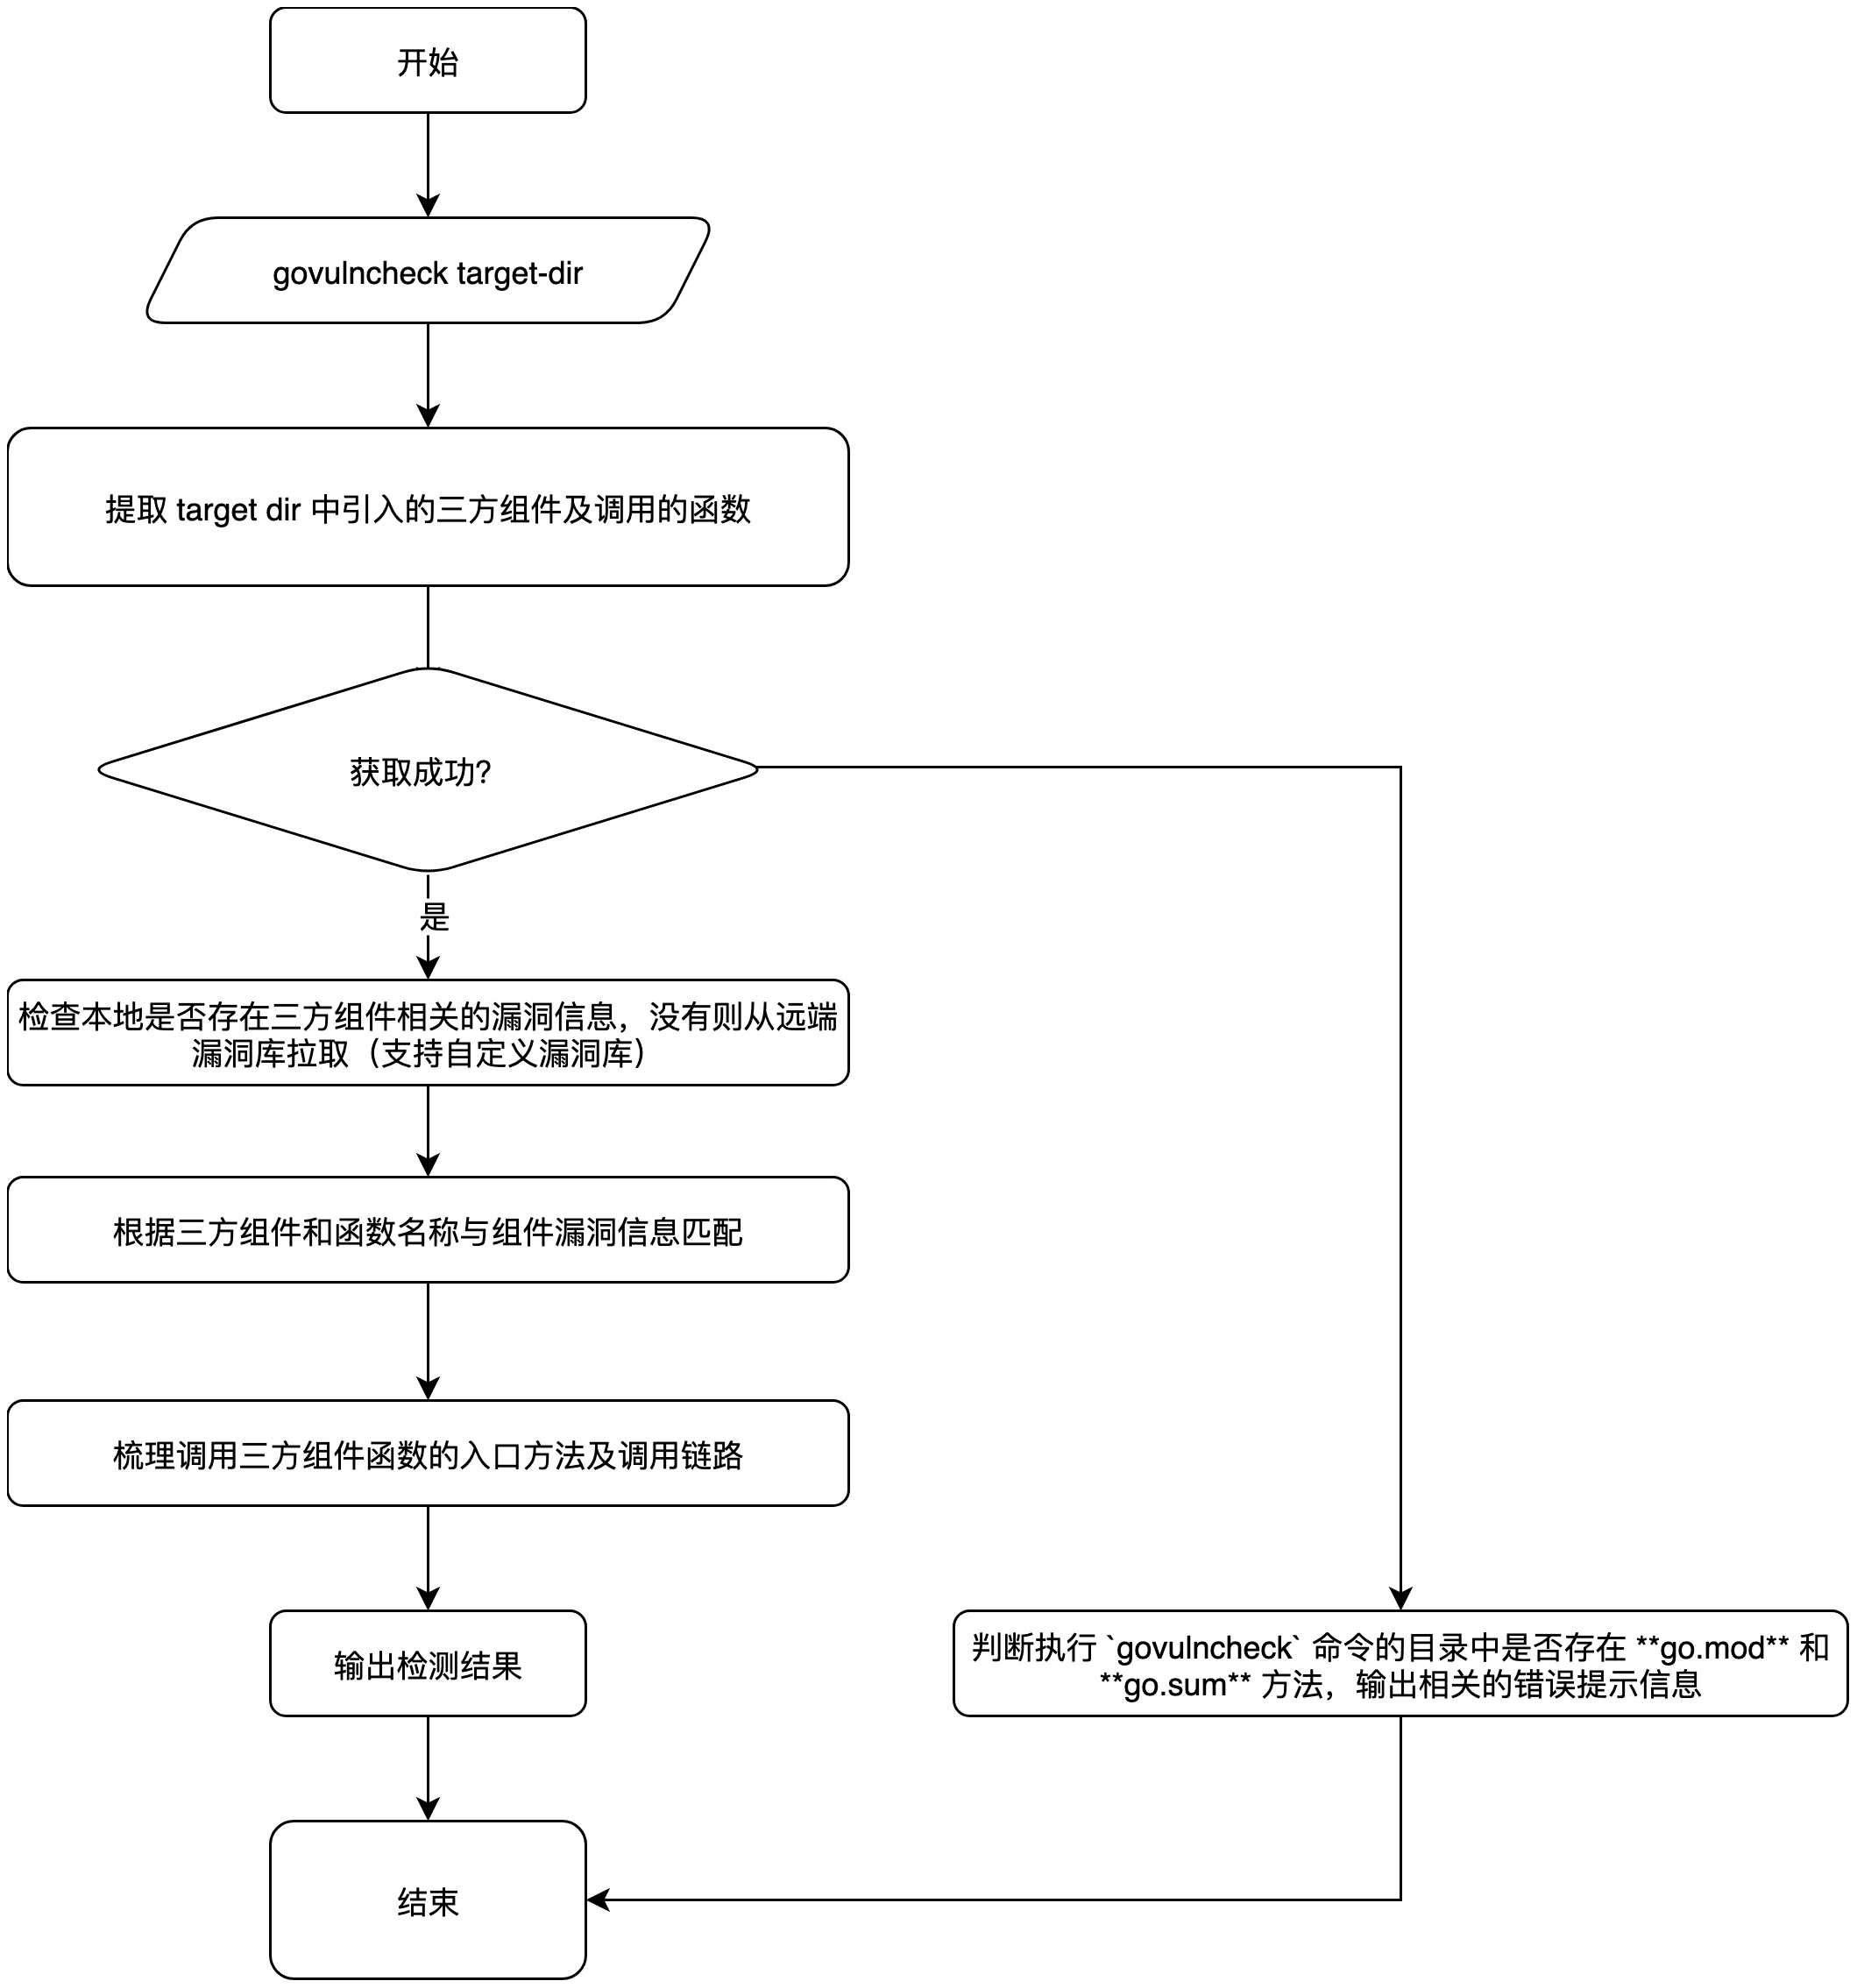 开始
govulncheck target-dir
提取 target dir 中引入的三方组件及调用的函数
获取成功?
是
检查本地是否存在三方组件相关的漏洞信息，没有则从远端
漏洞库拉取（支持自定义漏洞库）
根据三方组件和函数名称与组件漏洞信息匹配
梳理调用三方组件函数的入口方法及调用链路
输出检测结果
判断执行 `govulncheck` 命令的目录中是否存在 **go.mod** 和
**go.sum** 方法，输出相关的错误提示信息
结束